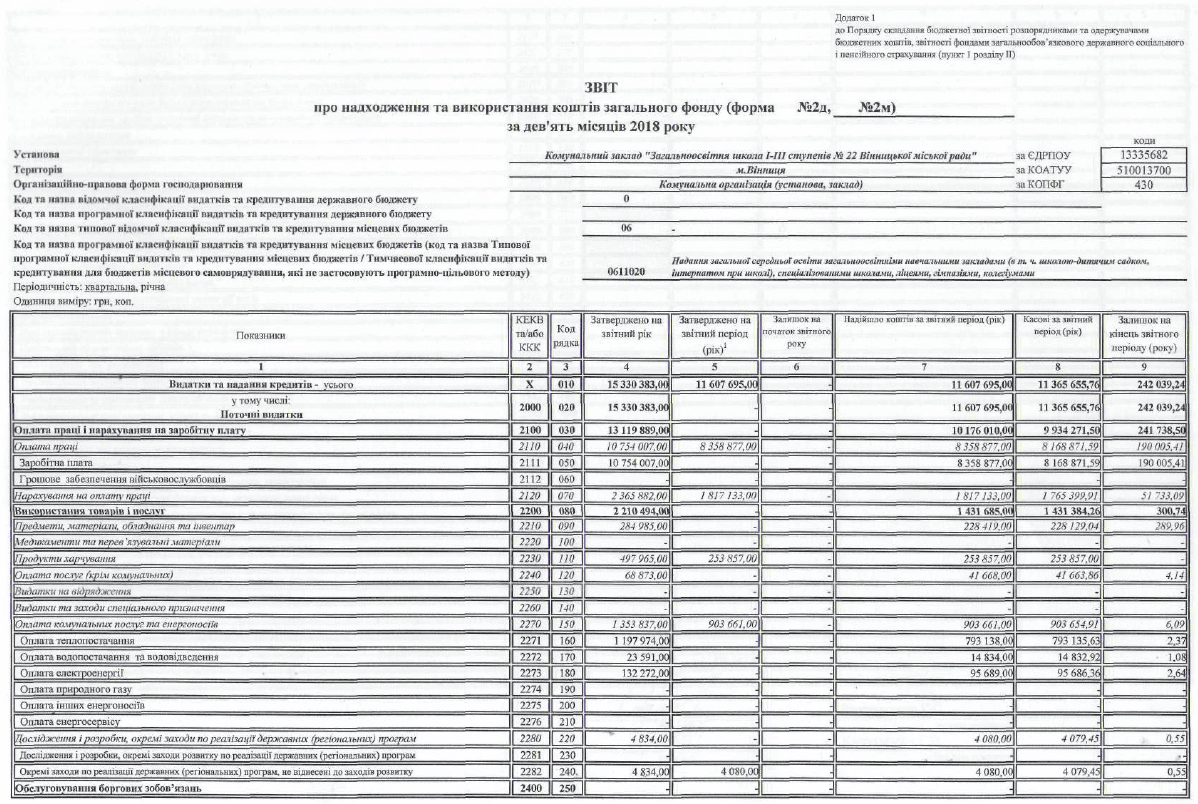 Додаток 1
до Порядку складання бюджетної звітності розпорядниками та одержувачами
бюджетних коштів, звітності фондами загальнообов'язкового державного соціального
і пенсійного страхування (пункт 1 розділу II)
ЗВІТ
про надходження та використання коштів загального фонду (форма №2д, №2м)
за дев'ять місяців 2018 року
коди
Установа Комунальний заклад "Загальноосвітня школа І-ІІІ ступенів № 22 Вінницької міської ради" за ЄДРПОУ 13335682
Територія м.Вінниця за КОАТУУ 510013700
Організаційно-правова форма господарювання Комунальна організація (установа, заклад) за КОПФГ 430
Код та назва відомчої класифікації видатків та кредитування державного бюджету 0
Код та назва програмної класифікації видатків та кредитування державного бюджету
Код та назва типової відомчої класифікації видатків та кредитування місцевих бюджетів 06 -
Код та назва програмної класифікації видатків та кредитування місцевих бюджетів (код та назва Типової
програмної класифікації видатків та кредитування місцевих бюджетів / Тимчасової класифікації видатків та
кредитування для бюджетів місцевого самоврядування, які не застосовують програмно-цільового методу) 0611020
Надання загальної середньої освіти загальноосвітніми навчальними закладами (в т. ч. школою-дитячим садком,
інтернатом при школі), спеціалізованими школами, ліцеями, гімназіями, колегіумами
Періодичність: квартальна, річна
Одиниця виміру: грн, коп.
Показники
КЕКВ
та/або
ККК
Код
рядка
Затверджено на
звітний рік
Затверджено на
звітний період
(рік)¹
Залишок на
початок звітного
року
Надійшло коштів за звітний період (рік)
Касові за звітний
період (рік)
Залишок на
кінець звітного
періоду (року)
1 2 3 4 5 6 7 8 9
Видатки та надання кредитів - усього X 010 15 330 383,00 11 607 695,00 - 11 607 695,00 11 365 655,76 242 039,24
у тому числі:
Поточні видатки 2000 020 15 330 383,00 - - 11 607 695,00 11 365 655,76 242 039,24
Оплата праці і нарахування на заробітну плату 2100 030 13 119 889,00 - - 10 176 010,00 9 934 271,50 241 738,50
Оплата праці 2110 040 10 754 007,00 8 358 877,00 - 8 358 877,00 8 168 871,59 190 005,41
Заробітна плата 2111 050 10 754 007,00 - - 8 358 877,00 8 168 871,59 190 005,41
Грошове забезпечення військовослужбовців 2112 060 - - - - - -
Нарахування на оплату праці 2120 070 2 365 882,00 1 817 133,00 - 1 817 133,00 1 765 399,91 51 733,09
Використання товарів і послуг 2200 080 2 210 494,00 - - 1 431 685,00 1 431 384,26 300,74
Предмети, матеріали, обладнання та інвентар 2210 090 284 985,00 - - 228 419,00 228 129,04 289,96
Медикаменти та перев'язувальні матеріали 2220 100 - - - - - -
Продукти харчування 2230 110 497 965,00 253 857,00 - 253 857,00 253 857,00 -
Оплата послуг (крім комунальних) 2240 120 68 873,00 - - 41 668,00 41 663,86 4,14
Видатки на відрядження 2250 130 - - - - - -
Видатки та заходи спеціального призначення 2260 140 - - - - - -
Оплата комунальних послуг та енергоносіїв 2270 150 1 353 837,00 903 661,00 - 903 661,00 903 654,91 6,09
Оплата теплопостачання 2271 160 1 197 974,00 - - 793 138,00 793 135,63 2,37
Оплата водопостачання та водовідведення 2272 170 23 591,00 - - 14 834,00 14 832,92 1,08
Оплата електроенергії 2273 180 132 272,00 - - 95 689,00 95 686,36 2,64
Оплата природного газу 2274 190 - - - - - -
Оплата інших енергоносіїв 2275 200 - - - - - -
Оплата енергосервісу 2276 210 - - - - - -
Дослідження і розробки, окремі заходи по реалізації державних (регіональних) програм 2280 220 4 834,00 - - 4 080,00 4 079,45 0,55
Дослідження і розробки, окремі заходи розвитку по реалізації державних (регіональних) програм 2281 230 - - - - - -
Окремі заходи по реалізації державних (регіональних) програм, не віднесені до заходів розвитку 2282 240. 4 834,00 4 080,00 - 4 080,00 4 079,45 0,55
Обслуговування боргових зобов'язань 2400 250 - - - - - -